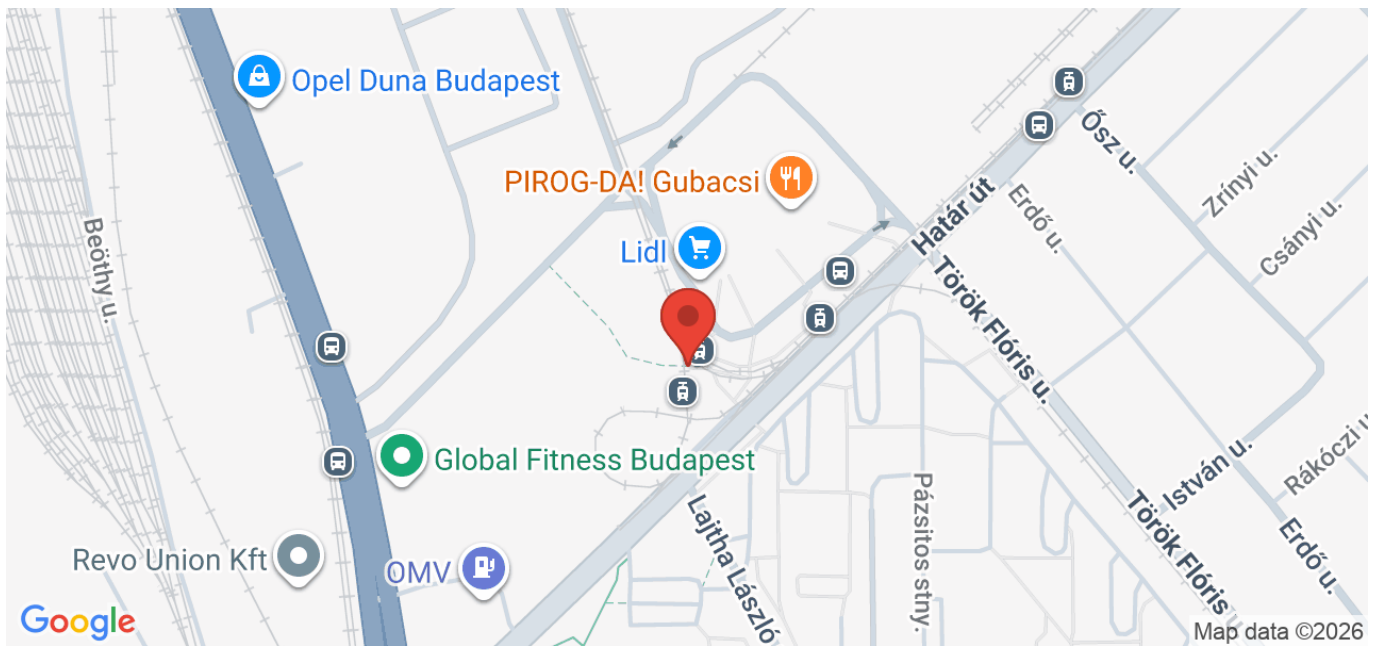 Opel Duna Budapest
Ősz u.
Zrínyi u.
PIROG-DA! Gubacsi
Erdő u.
Csányi u.
Határ út
Beöthy u.
Lidl
Török Flóris u.
Rákóczi u
István u.
Global Fitness Budapest
Pázsitos stny.
Török Flóris u.
Lajtha László
Erdő u.
Revo Union Kft
OMV
Google
Map data ©2026